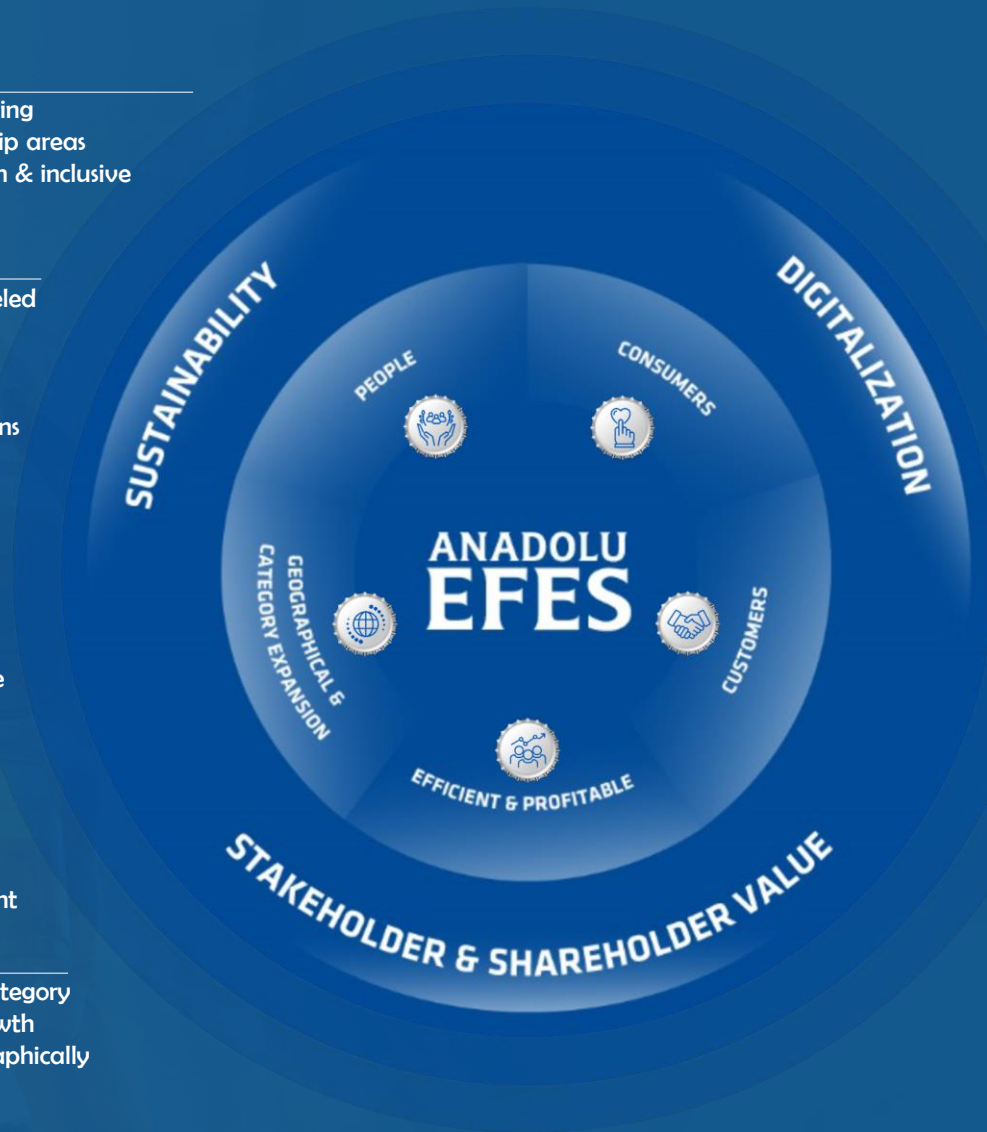 ing
ip areas
n & inclusive
eled
ns
e
nt
tegory
wth
aphically
SUSTAINABILITY
DIGITALIZATION
PEOPLE
CONSUMERS
ANADOLU
EFES
GEOGRAPHICAL &
CATEGORY EXPANSION
CUSTOMERS
EFFICIENT & PROFITABLE
STAKEHOLDER & SHAREHOLDER VALUE